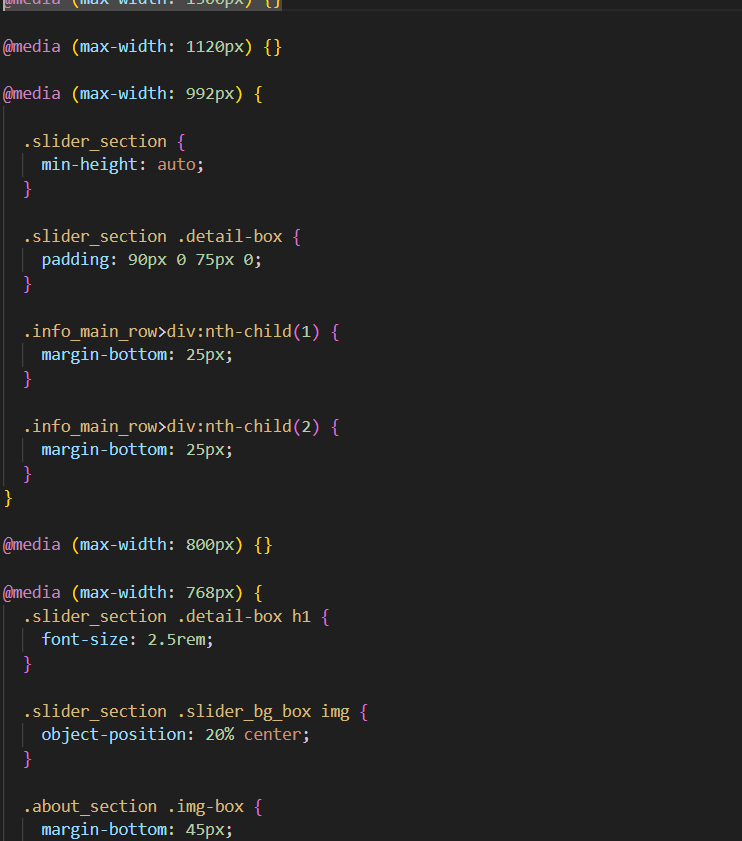 @media (max-width: 1300px) {}
@media (max-width: 1120px) {}
@media (max-width: 992px) {
.slider_section {
min-height: auto;
}
.slider_section .detail-box {
padding: 90px 0 75px 0;
}
.info_main_row>div:nth-child(1) {
margin-bottom: 25px;
}
.info_main_row>div:nth-child(2) {
margin-bottom: 25px;
}
}
@media (max-width: 800px) {}
@media (max-width: 768px) {
.slider_section .detail-box h1 {
font-size: 2.5rem;
}
.slider_section .slider_bg_box img {
object-position: 20% center;
}
.about_section .img-box {
margin-bottom: 45px;